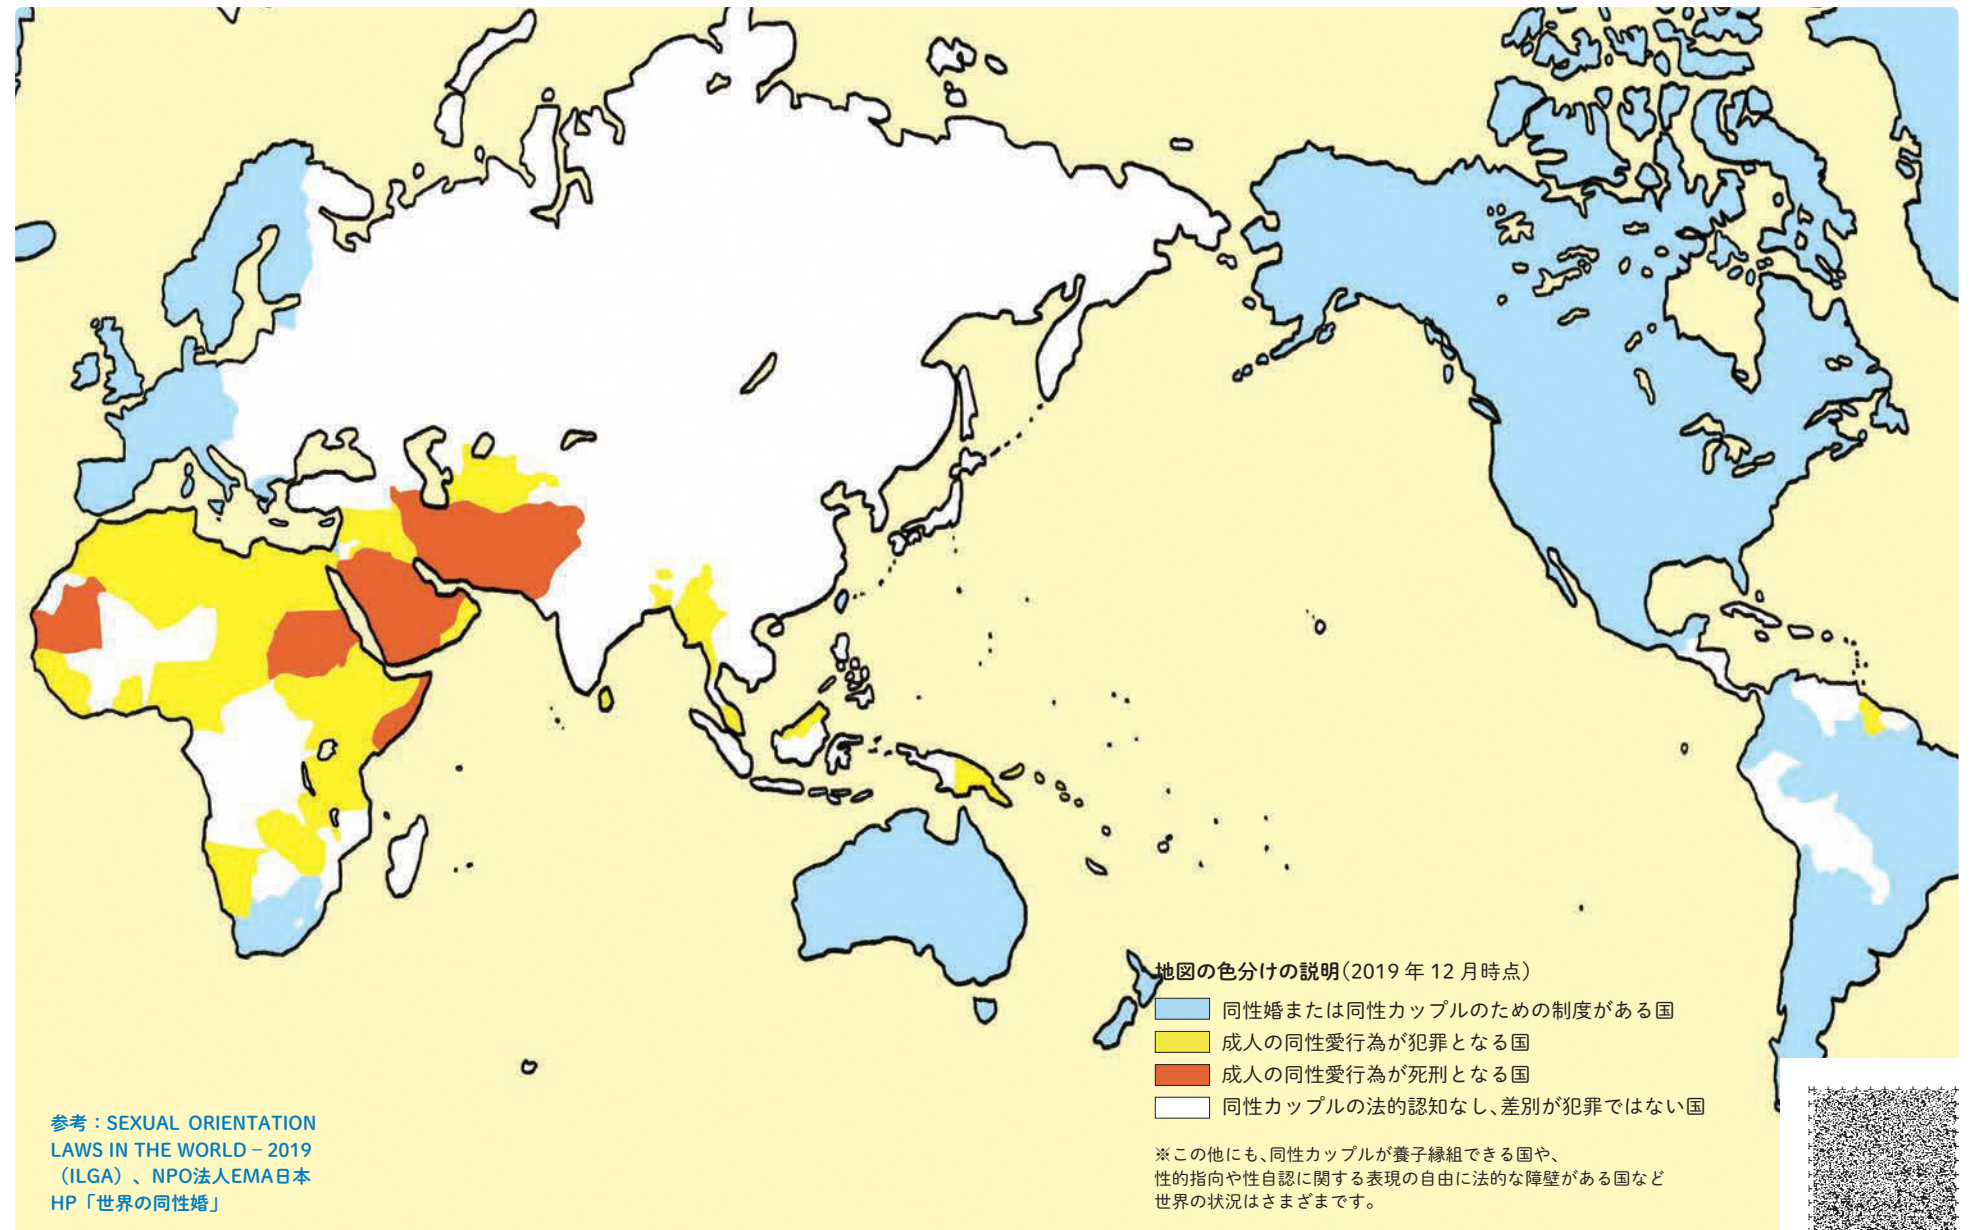 地図の色分けの説明（2019 年 12 月時点）
同性婚または同性カップルのための制度がある国
成人の同性愛行為が犯罪となる国
成人の同性愛行為が死刑となる国
同性カップルの法的認知なし、差別が犯罪ではない国
※この他にも、同性カップルが養子縁組できる国や、
性的指向や性自認に関する表現の自由に法的な障壁がある国など
世界の状況はさまざまです。
参考：SEXUAL ORIENTATION
LAWS IN THE WORLD – 2019
（ILGA）、NPO法人EMA日本
HP「世界の同性婚」